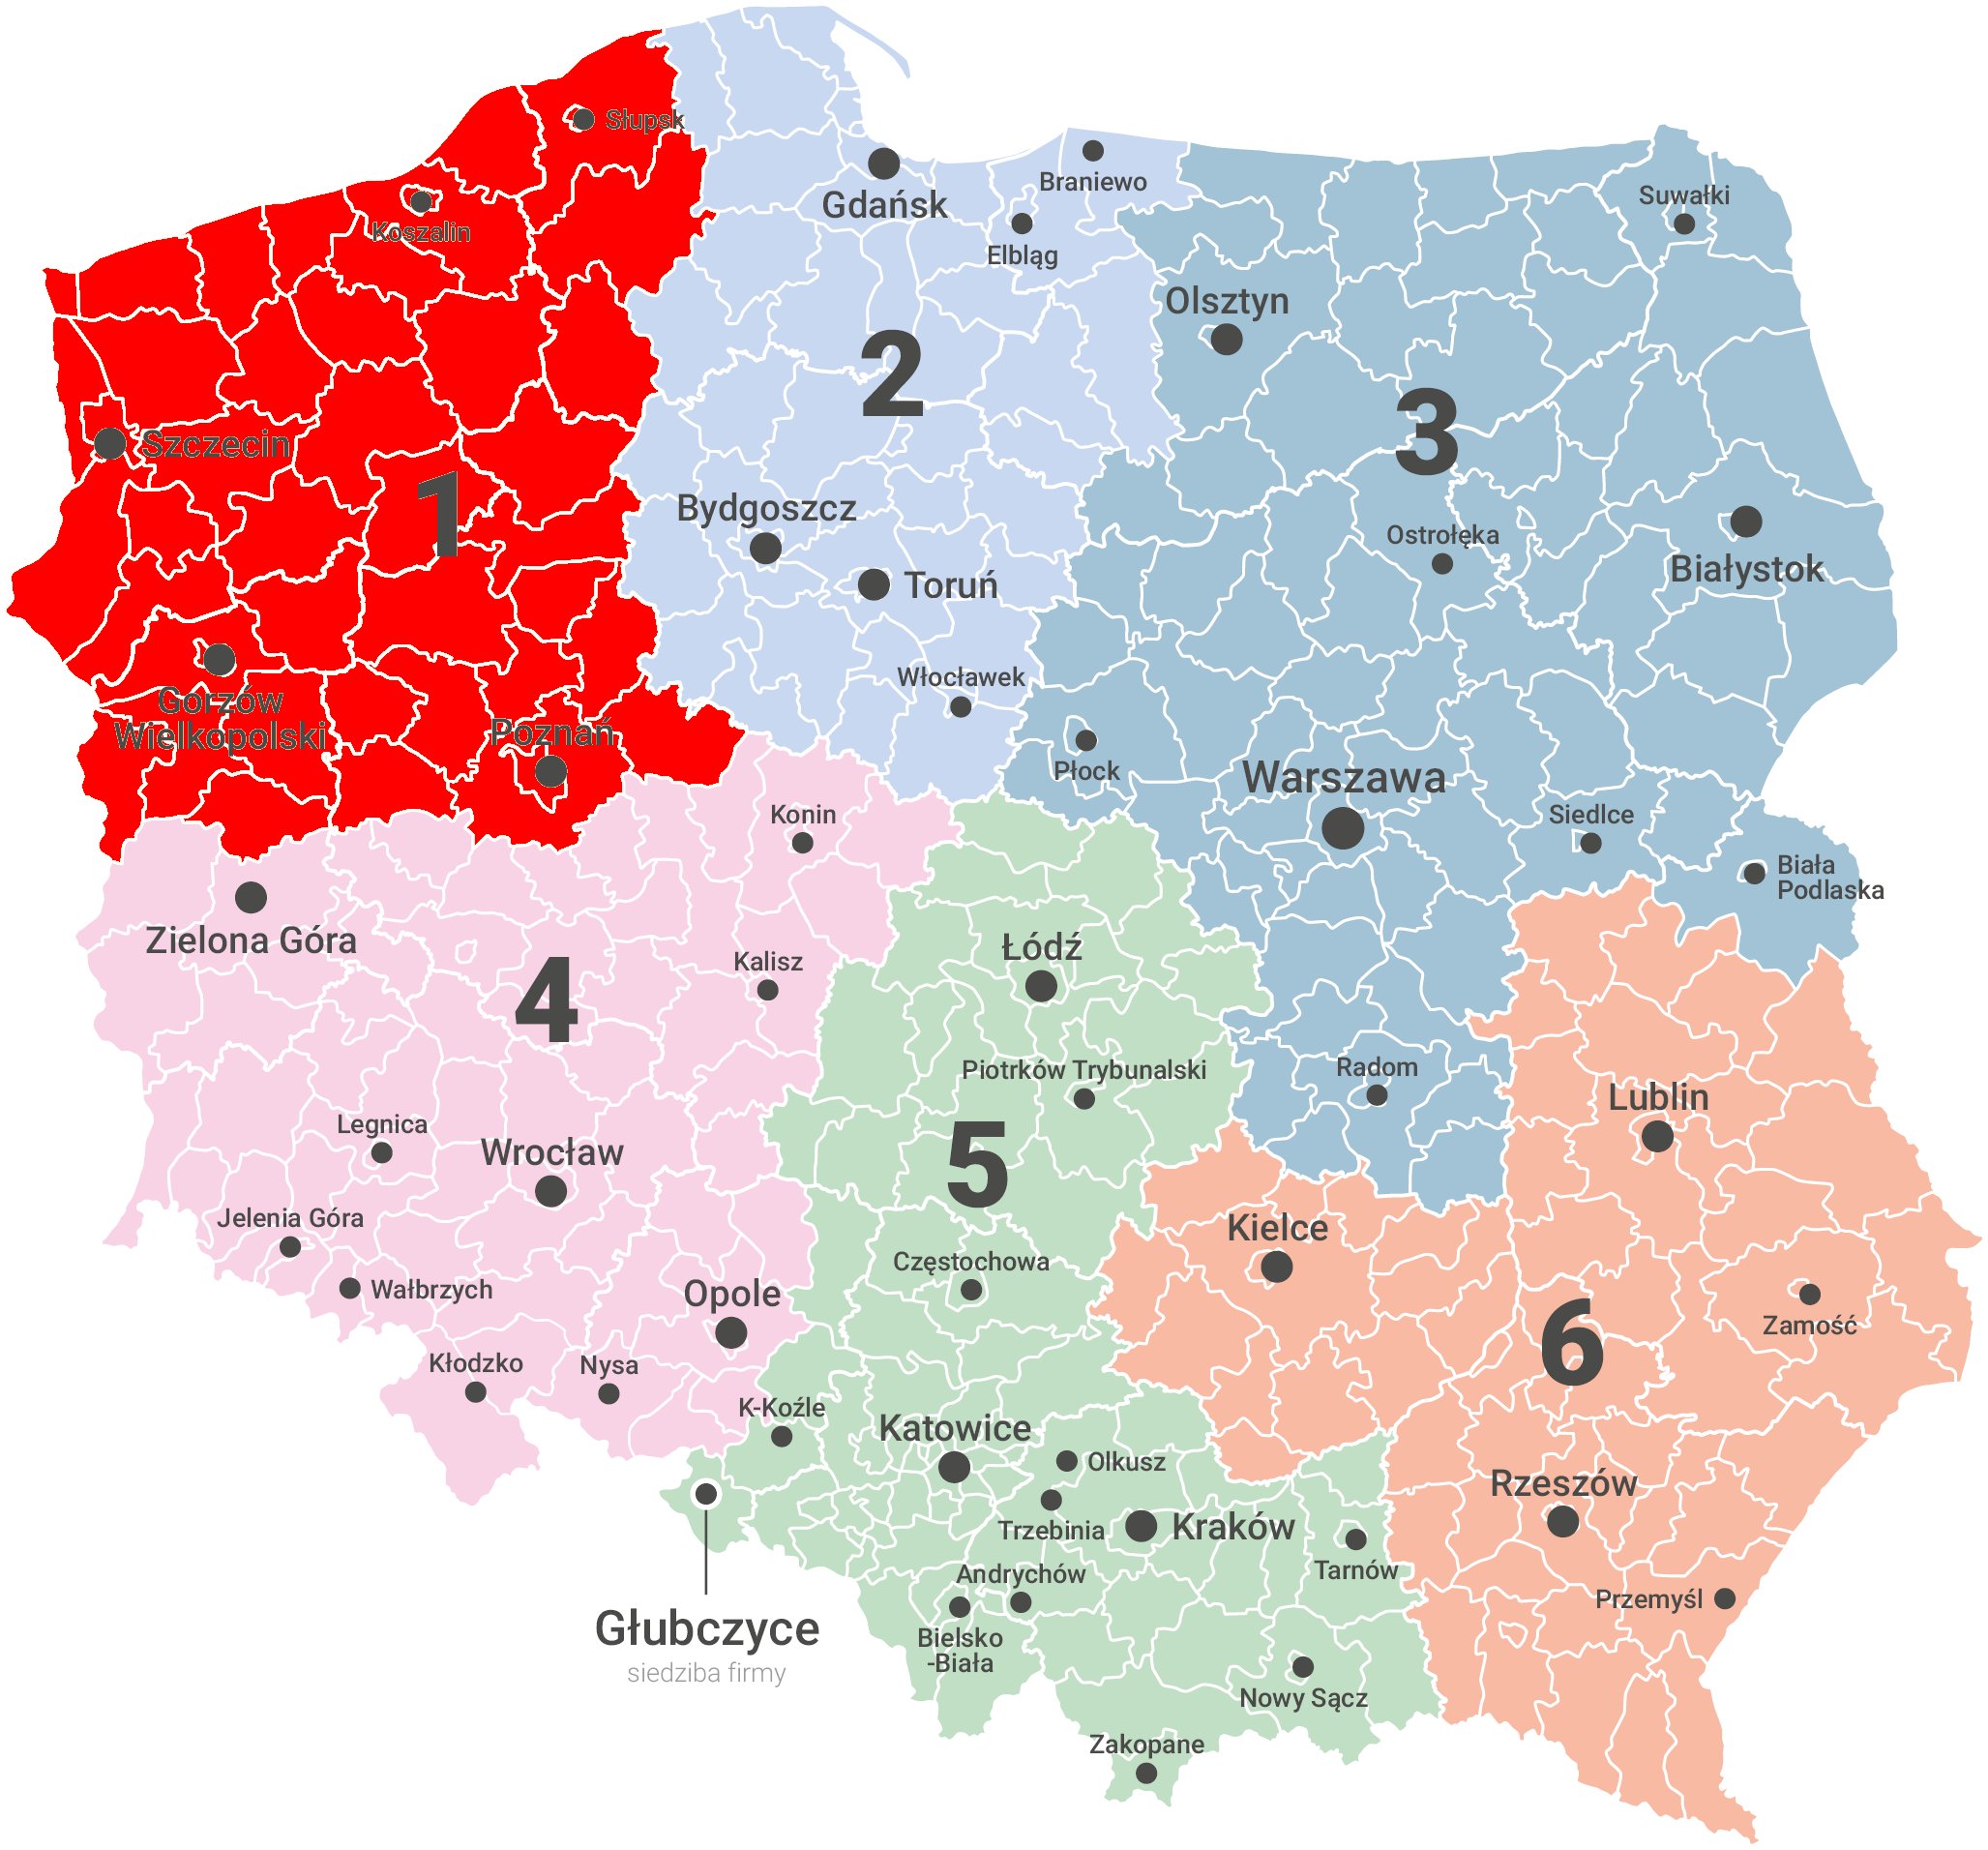 Słupsk
Koszalin
Szczecin
1
Gorzów
Wielkopolski
Poznań
Gdańsk
Braniewo
Elbląg
2
Bydgoszcz
Toruń
Włocławek
Suwałki
Olsztyn
3
Ostrołęka
Białystok
Płock
Warszawa
Siedlce
Biała
Podlaska
Radom
Konin
Zielona Góra
Kalisz
4
Legnica
Wrocław
Jelenia Góra
Wałbrzych
Opole
Kłodzko
Nysa
Łódź
Piotrków Trybunalski
5
Częstochowa
K-Koźle
Katowice
Olkusz
Trzebinia
Kraków
Tarnów
Andrychów
Bielsko
-Biała
Nowy Sącz
Zakopane
Głubczyce
siedziba firmy
Lublin
Kielce
Zamość
6
Rzeszów
Przemyśl